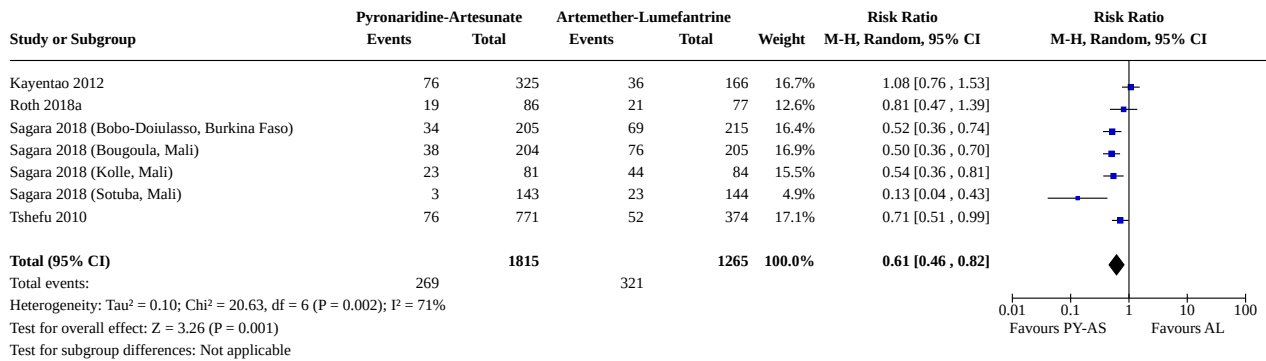 Pyronaridine-Artesunate Artemether-Lumefantrine Risk Ratio Risk Ratio
Study or Subgroup Events Total Events Total Weight M-H, Random, 95% CI M-H, Random, 95% CI
Kayentao 2012 76 325 36 166 16.7% 1.08 [0.76 , 1.53]
Roth 2018a 19 86 21 77 12.6% 0.81 [0.47 , 1.39]
Sagara 2018 (Bobo-Doiulasso, Burkina Faso) 34 205 69 215 16.4% 0.52 [0.36 , 0.74]
Sagara 2018 (Bougoula, Mali) 38 204 76 205 16.9% 0.50 [0.36 , 0.70]
Sagara 2018 (Kolle, Mali) 23 81 44 84 15.5% 0.54 [0.36 , 0.81]
Sagara 2018 (Sotuba, Mali) 3 143 23 144 4.9% 0.13 [0.04 , 0.43]
Tshefu 2010 76 771 52 374 17.1% 0.71 [0.51 , 0.99]
Total (95% CI) 1815 1265 100.0% 0.61 [0.46 , 0.82]
Total events: 269 321
Heterogeneity: Tau² = 0.10; Chi² = 20.63, df = 6 (P = 0.002); I² = 71%
0.01 0.1 1 10 100
Test for overall effect: Z = 3.26 (P = 0.001) Favours PY-AS Favours AL
Test for subgroup differences: Not applicable